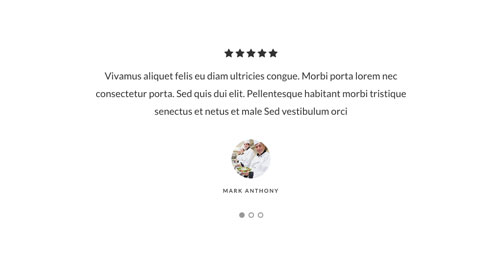 Vivamus aliquet felis eu diam ultricies congue. Morbi porta lorem nec
consectetur porta. Sed quis dui elit. Pellentesque habitant morbi tristique
senectus et netus et male Sed vestibulum orci
MARK ANTHONY